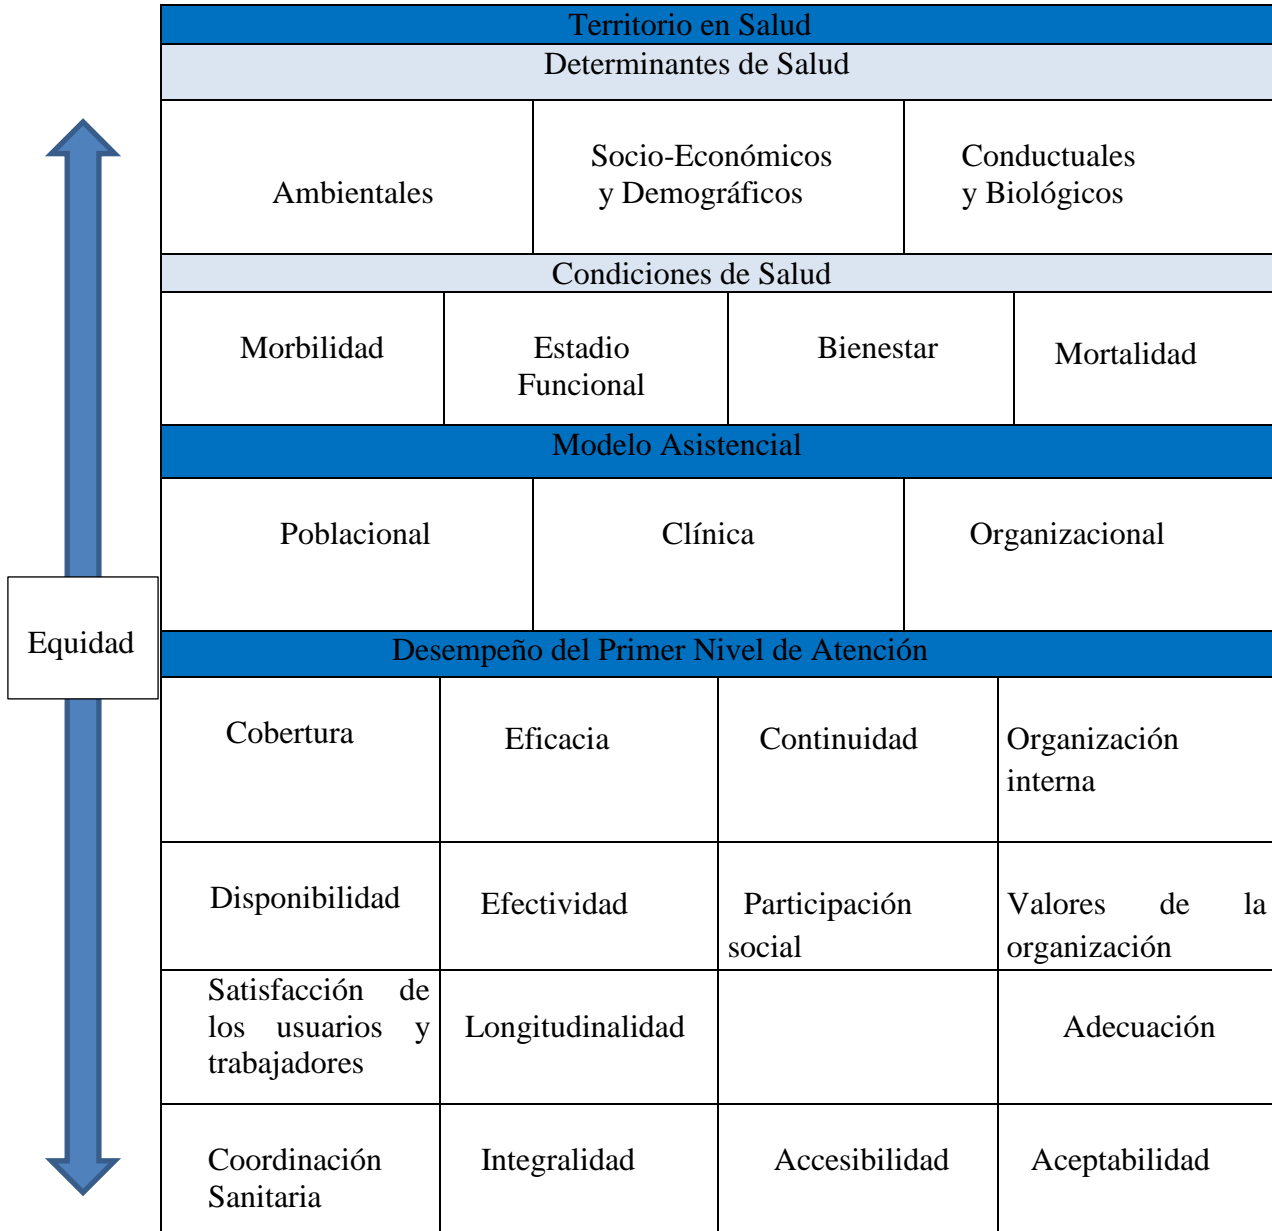 Territorio en Salud
Determinantes de Salud
Ambientales
Socio-Económicos
y Demográficos
Conductuales
y Biológicos
Condiciones de Salud
Morbilidad
Estadio
Funcional
Bienestar
Mortalidad
Modelo Asistencial
Poblacional
Clínica
Organizacional
Equidad
Desempeño del Primer Nivel de Atención
Cobertura
Eficacia
Continuidad
Organización
interna
Disponibilidad
Efectividad
Participación
social
Valores de la
organización
Satisfacción de
los usuarios y
trabajadores
Longitudinalidad
Adecuación
Coordinación
Sanitaria
Integralidad
Accesibilidad
Aceptabilidad